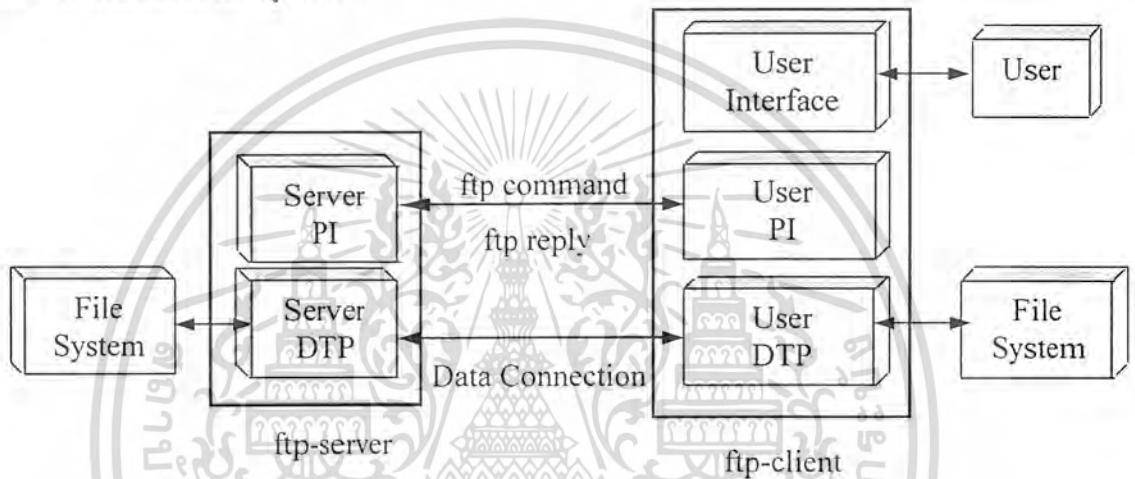 User
Interface
User
Server
PI
ftp command
ftp reply
User
PI
File
System
Server
DTP
Data Connection
User
DTP
File
System
ftp-server
ftp-client